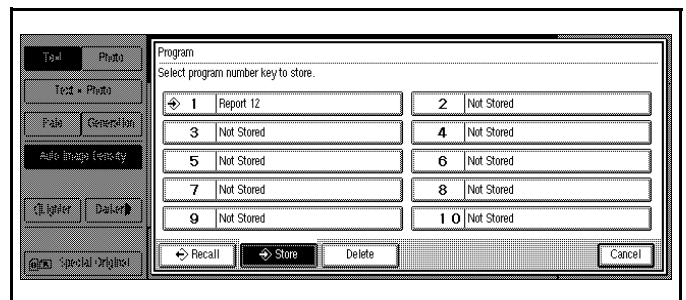 Text Photo
Text · Photo
Pale Generation
Auto Image Density
Lighter Darker
Special Original
Program
Select program number key to store.
1 Report 12
2 Not Stored
3 Not Stored
4 Not Stored
5 Not Stored
6 Not Stored
7 Not Stored
8 Not Stored
9 Not Stored
10 Not Stored
Recall Store Delete Cancel